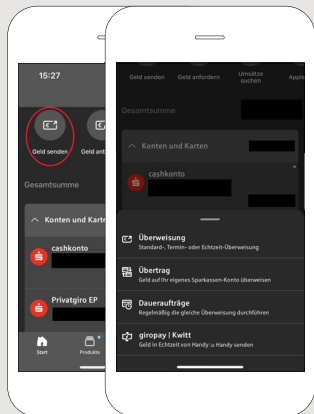 15:27
Geld senden
Geld ant
Gesamtsumme
Konten und Karte
cashkonto
Privatgiro EP
Start
Produkte
Geld senden Geld anfordern Umsätze suchen Apple
Gesamtsumme
Konten und Karten
cashkonto
Überweisung
Standard-, Termin- oder Echtzeit-Überweisung
Übertrag
Geld auf Ihr eigenes Sparkassen-Konto überweisen
Daueraufträge
Regelmäßig die gleiche Überweisung durchführen
giropay | Kwitt
Geld in Echtzeit von Handy :u Handy senden